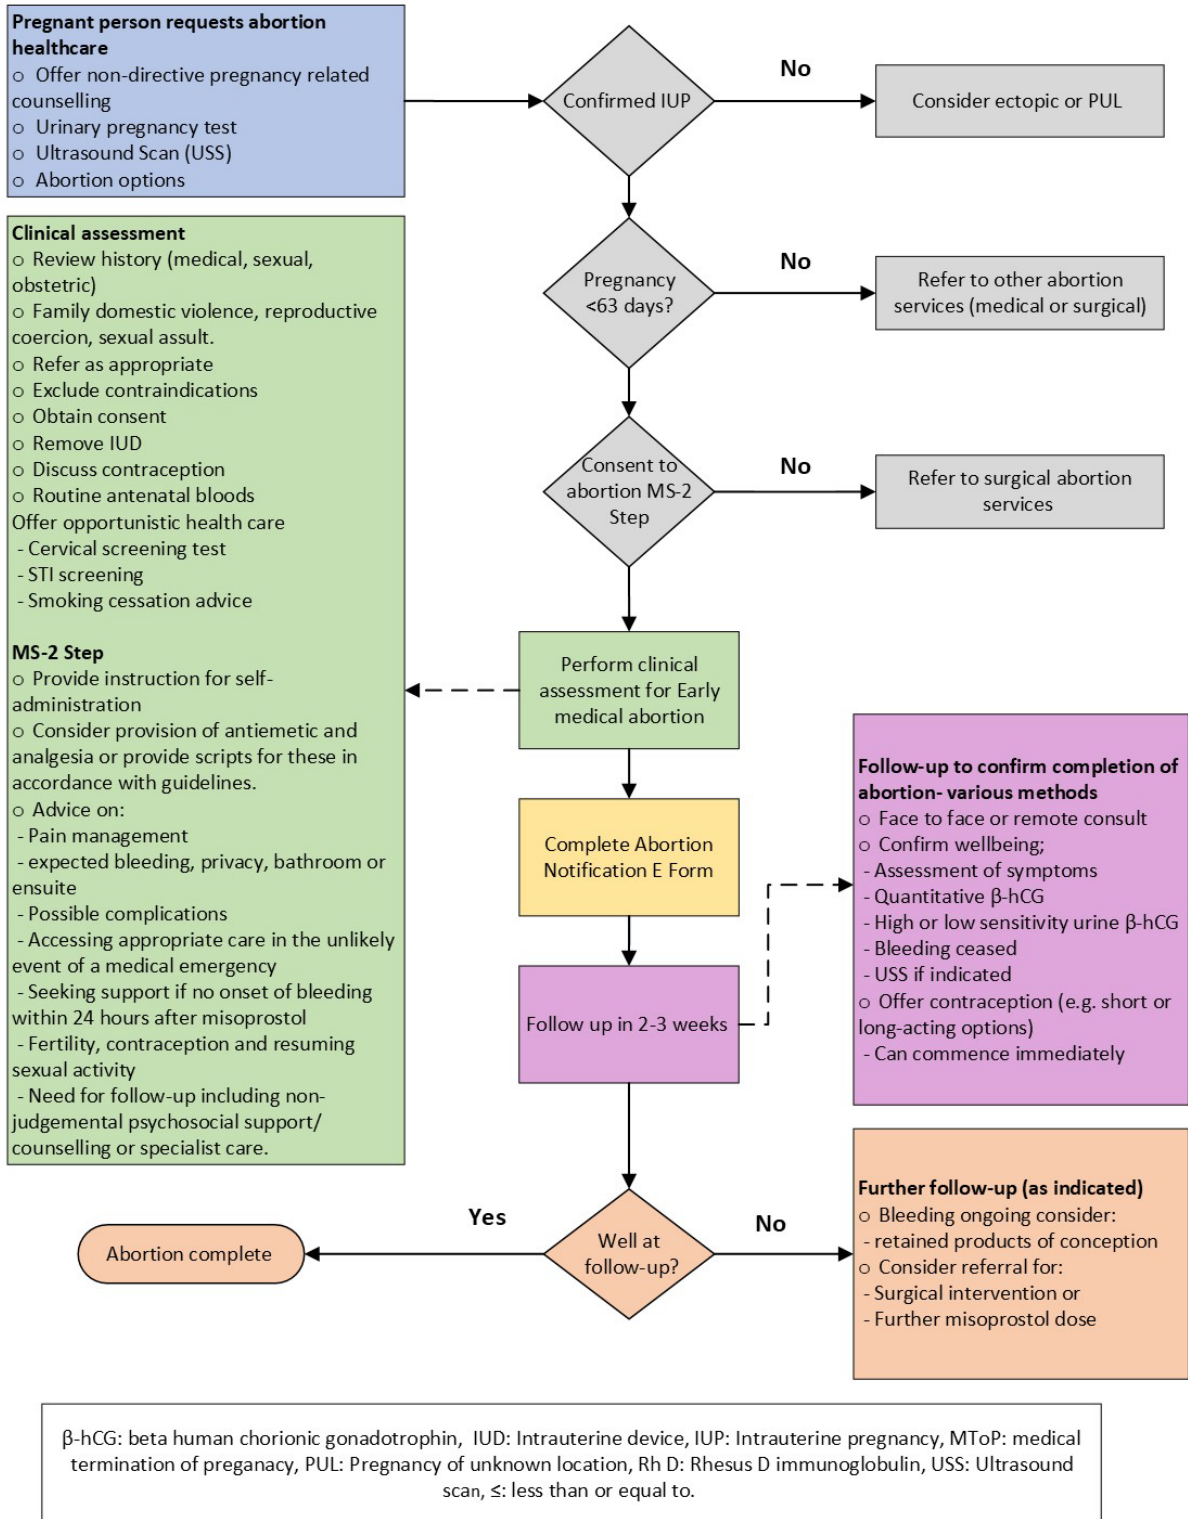 Pregnant person requests abortion
healthcare
○ Offer non-directive pregnancy related
counselling
○ Urinary pregnancy test
○ Ultrasound Scan (USS)
○ Abortion options
Confirmed IUP
No
Consider ectopic or PUL
Pregnancy
<63 days?
No
Refer to other abortion
services (medical or surgical)
Consent to
abortion MS-2
Step
No
Refer to surgical abortion
services
Clinical assessment
○ Review history (medical, sexual,
obstetric)
○ Family domestic violence, reproductive
coercion, sexual assult.
○ Refer as appropriate
○ Exclude contraindications
○ Obtain consent
○ Remove IUD
○ Discuss contraception
○ Routine antenatal bloods
Offer opportunistic health care
- Cervical screening test
- STI screening
- Smoking cessation advice
MS-2 Step
○ Provide instruction for self-
administration
○ Consider provision of antiemetic and
analgesia or provide scripts for these in
accordance with guidelines.
○ Advice on:
- Pain management
- expected bleeding, privacy, bathroom or
ensuite
- Possible complications
- Accessing appropriate care in the unlikely
event of a medical emergency
- Seeking support if no onset of bleeding
within 24 hours after misoprostol
- Fertility, contraception and resuming
sexual activity
- Need for follow-up including non-
judgemental psychosocial support/
counselling or specialist care.
Perform clinical
assessment for Early
medical abortion
Complete Abortion
Notification E Form
Follow up in 2-3 weeks
Follow-up to confirm completion of
abortion- various methods
○ Face to face or remote consult
○ Confirm wellbeing;
- Assessment of symptoms
- Quantitative β-hCG
- High or low sensitivity urine β-hCG
- Bleeding ceased
- USS if indicated
○ Offer contraception (e.g. short or
long-acting options)
- Can commence immediately
Well at
follow-up?
Yes
Abortion complete
No
Further follow-up (as indicated)
○ Bleeding ongoing consider:
- retained products of conception
○ Consider referral for:
- Surgical intervention or
- Further misoprostol dose
β-hCG: beta human chorionic gonadotrophin, IUD: Intrauterine device, IUP: Intrauterine pregnancy, MToP: medical
termination of preganacy, PUL: Pregnancy of unknown location, Rh D: Rhesus D immunoglobulin, USS: Ultrasound
scan, ≤: less than or equal to.